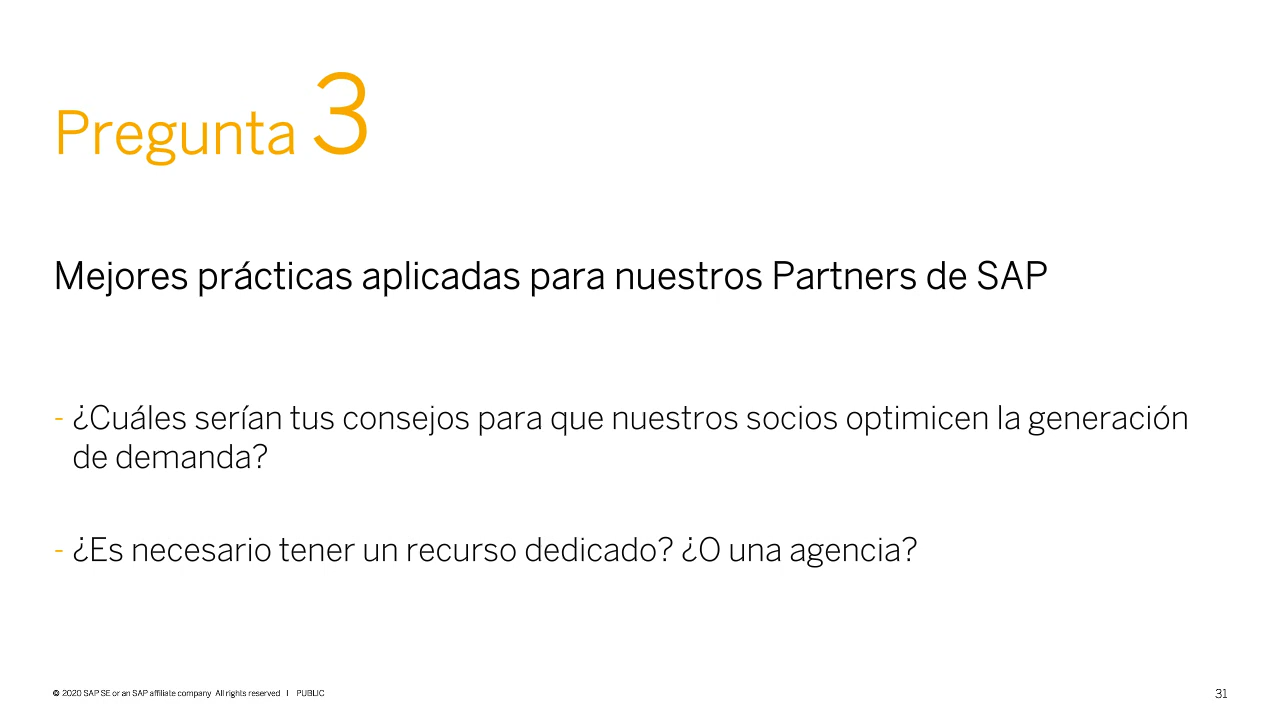 Pregunta 3
Mejores prácticas aplicadas para nuestros Partners de SAP
- ¿Cuáles serían tus consejos para que nuestros socios optimicen la generación
de demanda?
- ¿Es necesario tener un recurso dedicado? ¿O una agencia?
© 2020 SAP SE or an SAP affiliate company  All rights reserved  I  PUBLIC
31